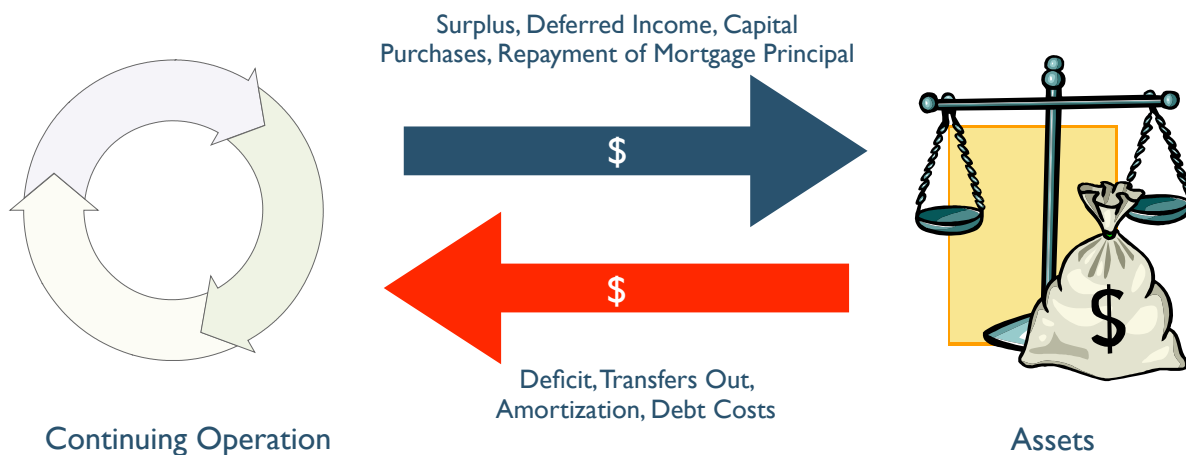 Surplus, Deferred Income, Capital
Purchases, Repayment of Mortgage Principal
$
$
$
Deficit, Transfers Out,
Amortization, Debt Costs
Continuing Operation
Assets